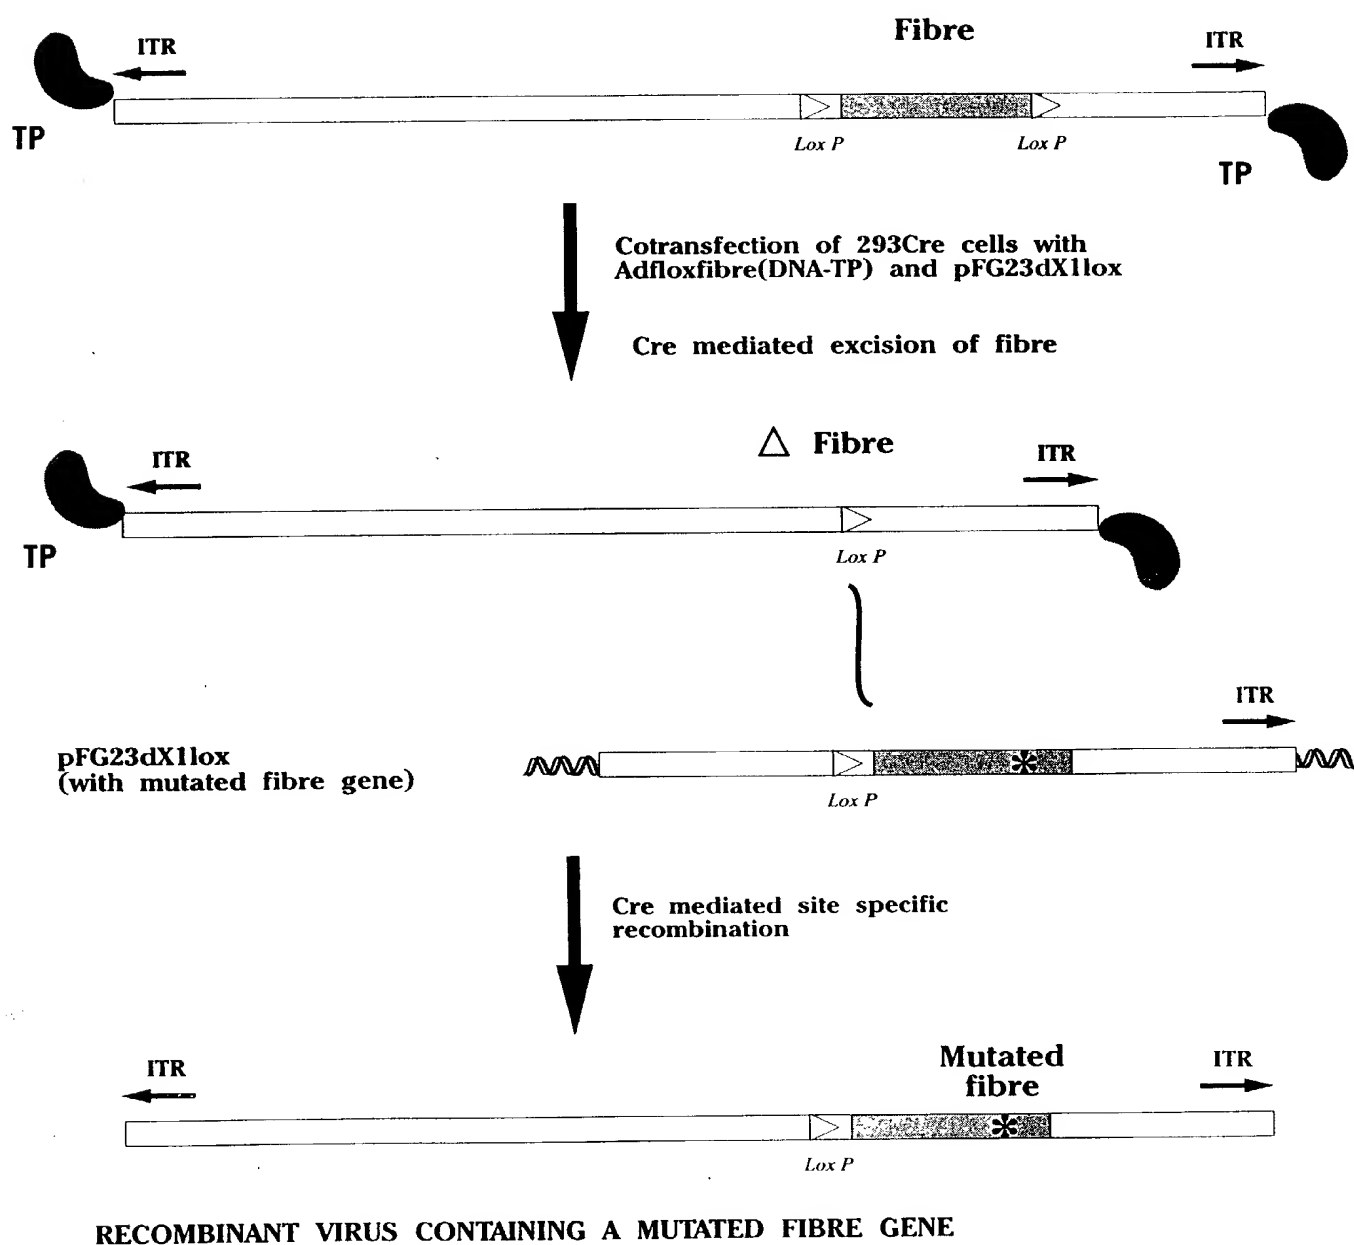 Fibre
ITR
ITR
TP
Lox P
Lox P
TP
Cotransfection of 293Cre cells with
Adfloxfibre(DNA-TP) and pFG23dX1lox
Cre mediated excision of fibre
△ Fibre
ITR
ITR
TP
Lox P
ITR
pFG23dX1lox
(with mutated fibre gene)
*
Lox P
Cre mediated site specific
recombination
ITR
Mutated
fibre
ITR
*
Lox P
RECOMBINANT VIRUS CONTAINING A MUTATED FIBRE GENE